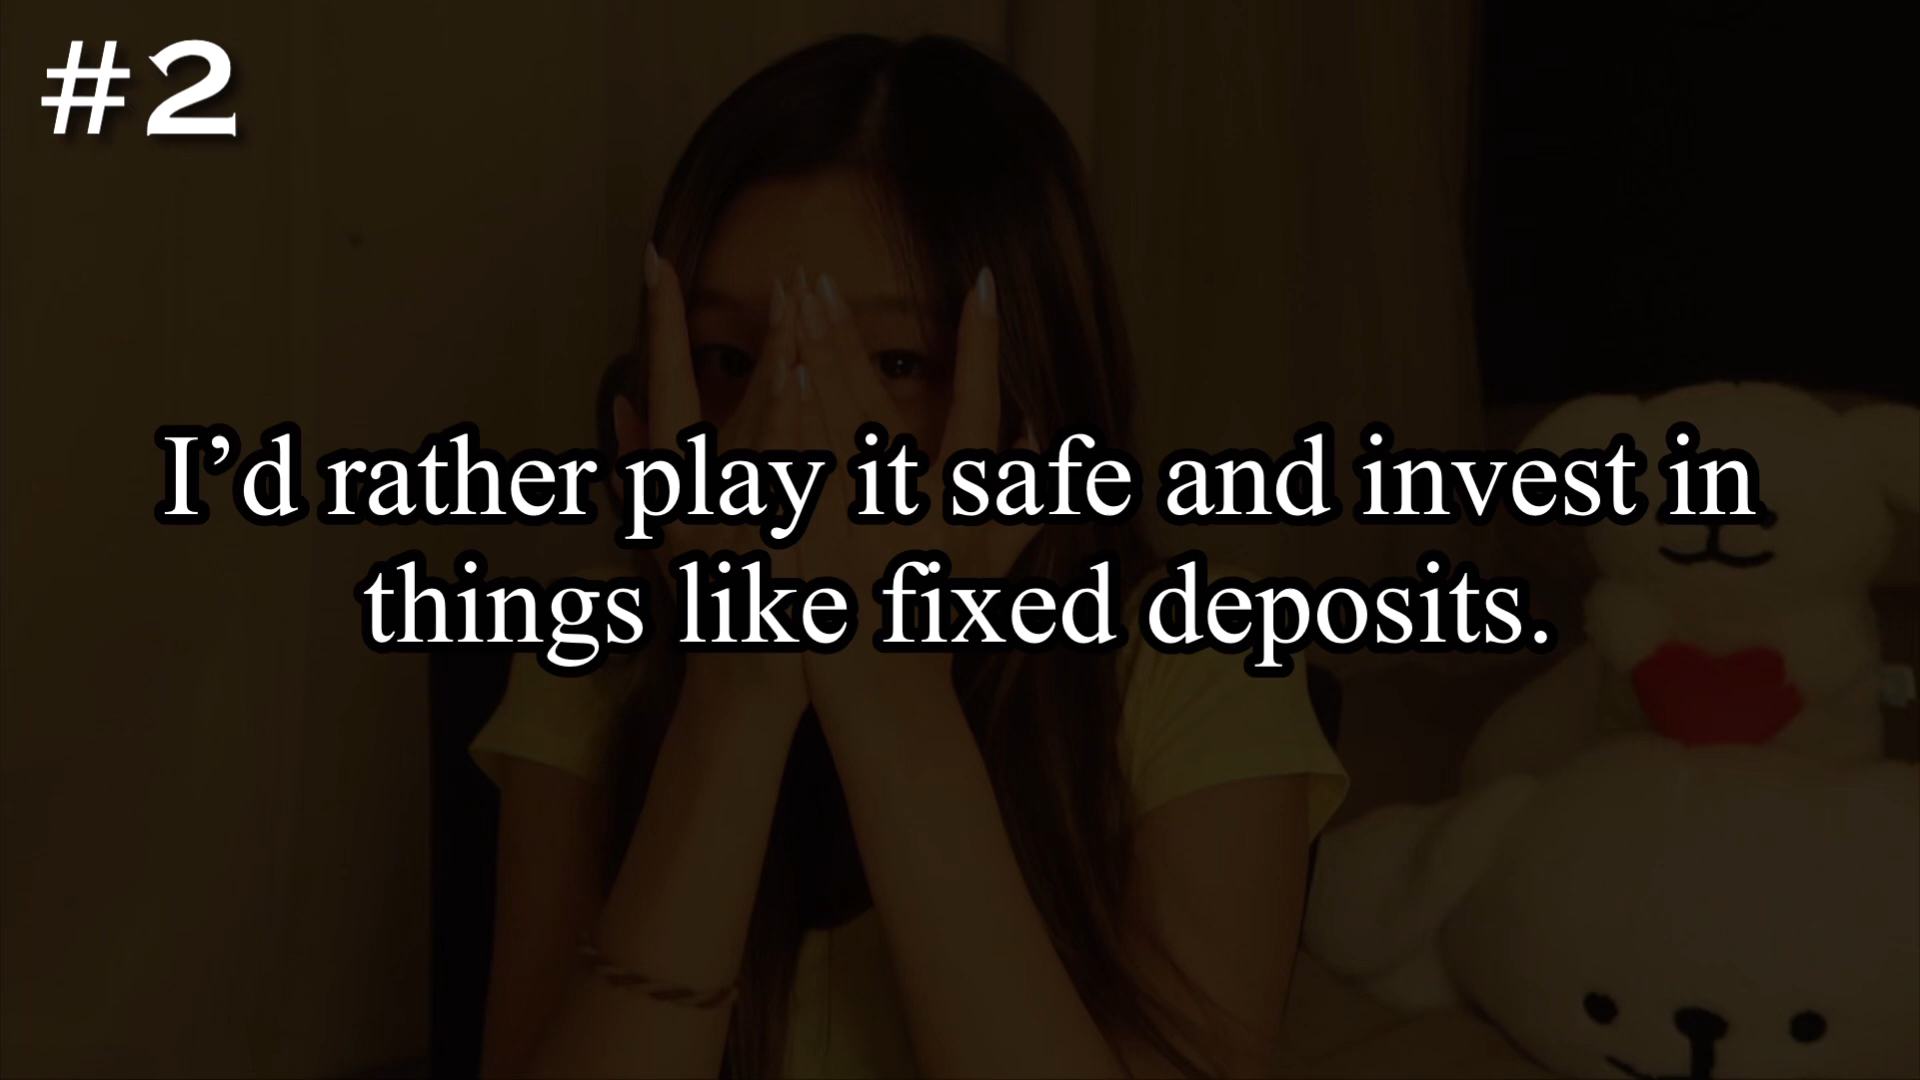 #2
I’d rather play it safe and invest in
things like fixed deposits.